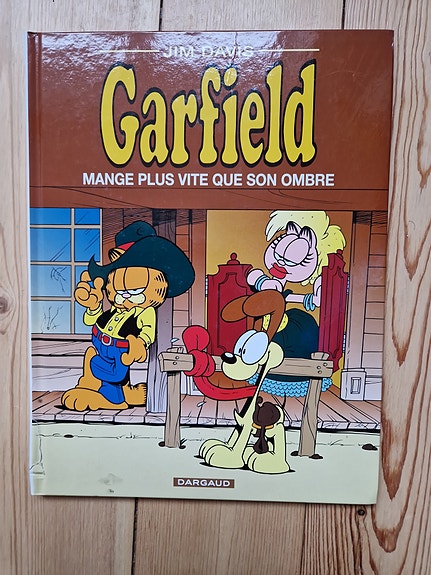 JIM DAVIS
Garfield
MANGE PLUS VITE QUE SON OMBRE
DARGAUD